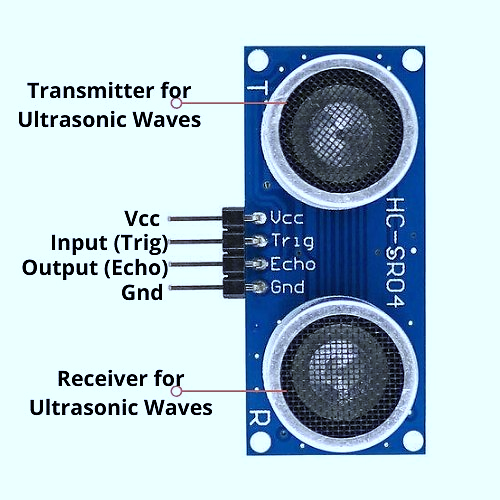 Transmitter for
Ultrasonic Waves
T
Vcc
Input (Trig)
Output (Echo)
Gnd
Vcc
Trig
Echo
Gnd
HC-SR04
Receiver for
Ultrasonic Waves
R